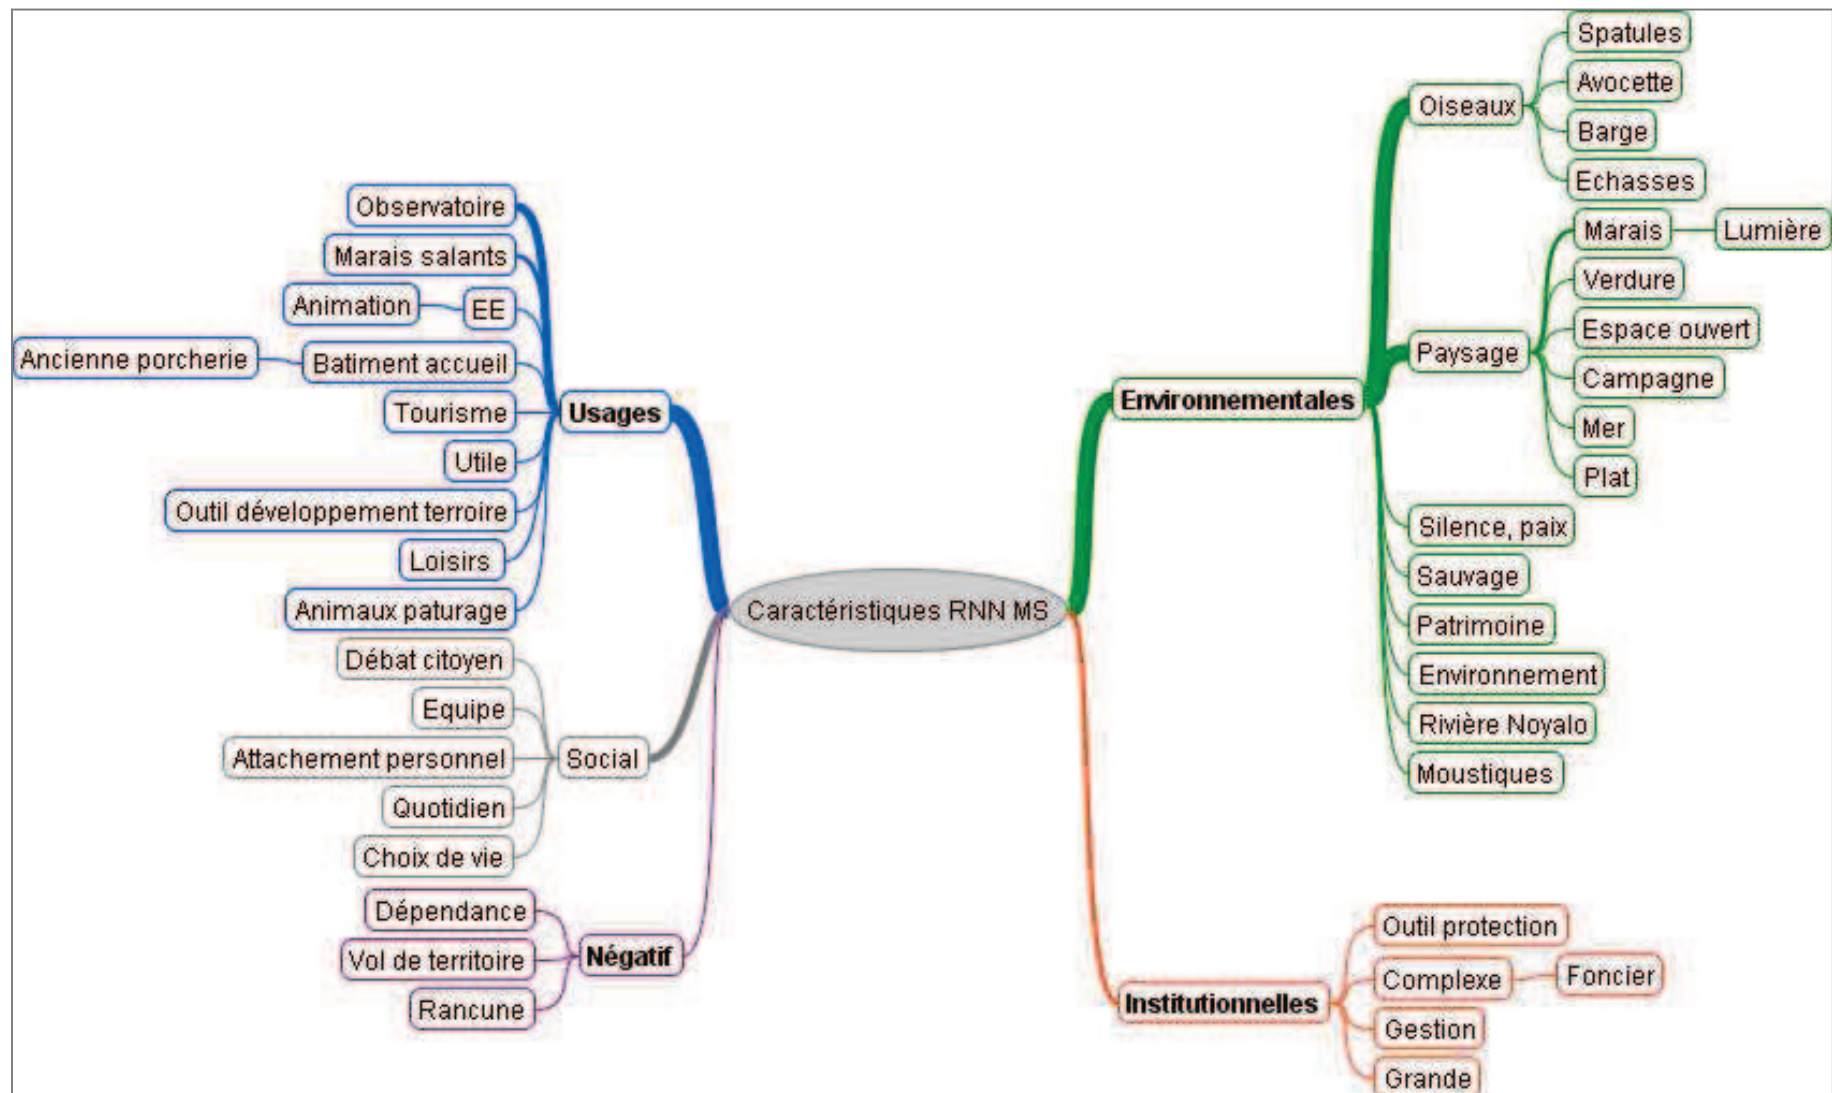 Caractéristiques RNN MS
Usages
Observatoire
Marais salants
EE
Animation
Batiment accueil
Ancienne porcherie
Tourisme
Utile
Outil développement terroire
Loisirs
Animaux paturage
Social
Débat citoyen
Equipe
Attachement personnel
Quotidien
Choix de vie
Négatif
Dépendance
Vol de territoire
Rancune
Environnementales
Oiseaux
Spatules
Avocette
Barge
Echasses
Paysage
Marais
Lumière
Verdure
Espace ouvert
Campagne
Mer
Plat
Silence, paix
Sauvage
Patrimoine
Environnement
Rivière Noyalo
Moustiques
Institutionnelles
Outil protection
Complexe
Foncier
Gestion
Grande